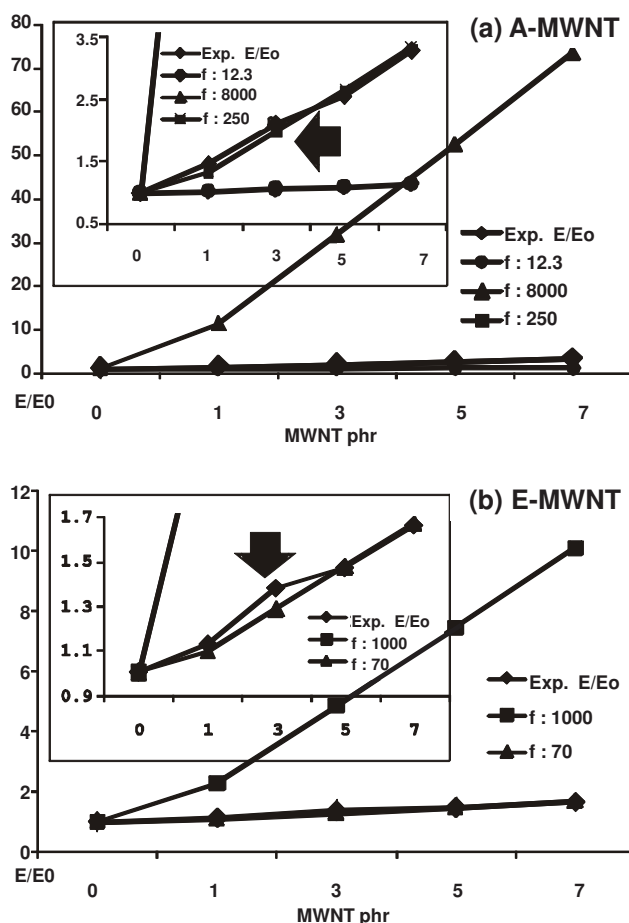 (a) A-MWNT
80
70
60
50
40
30
20
10
0
E/E0
0 1 3 5 7
MWNT phr
3.5
2.5
1.5
0.5
0 1 3 5 7
Exp. E/Eo
f : 12.3
f : 8000
f : 250
Exp. E/Eo
f : 12.3
f : 8000
f : 250
(b) E-MWNT
12
10
8
6
4
2
0
E/E0
0 1 3 5 7
MWNT phr
1.7
1.5
1.3
1.1
0.9
0 1 3 5 7
Exp. E/Eo
f : 1000
f : 70
Exp. E/Eo
f : 1000
f : 70